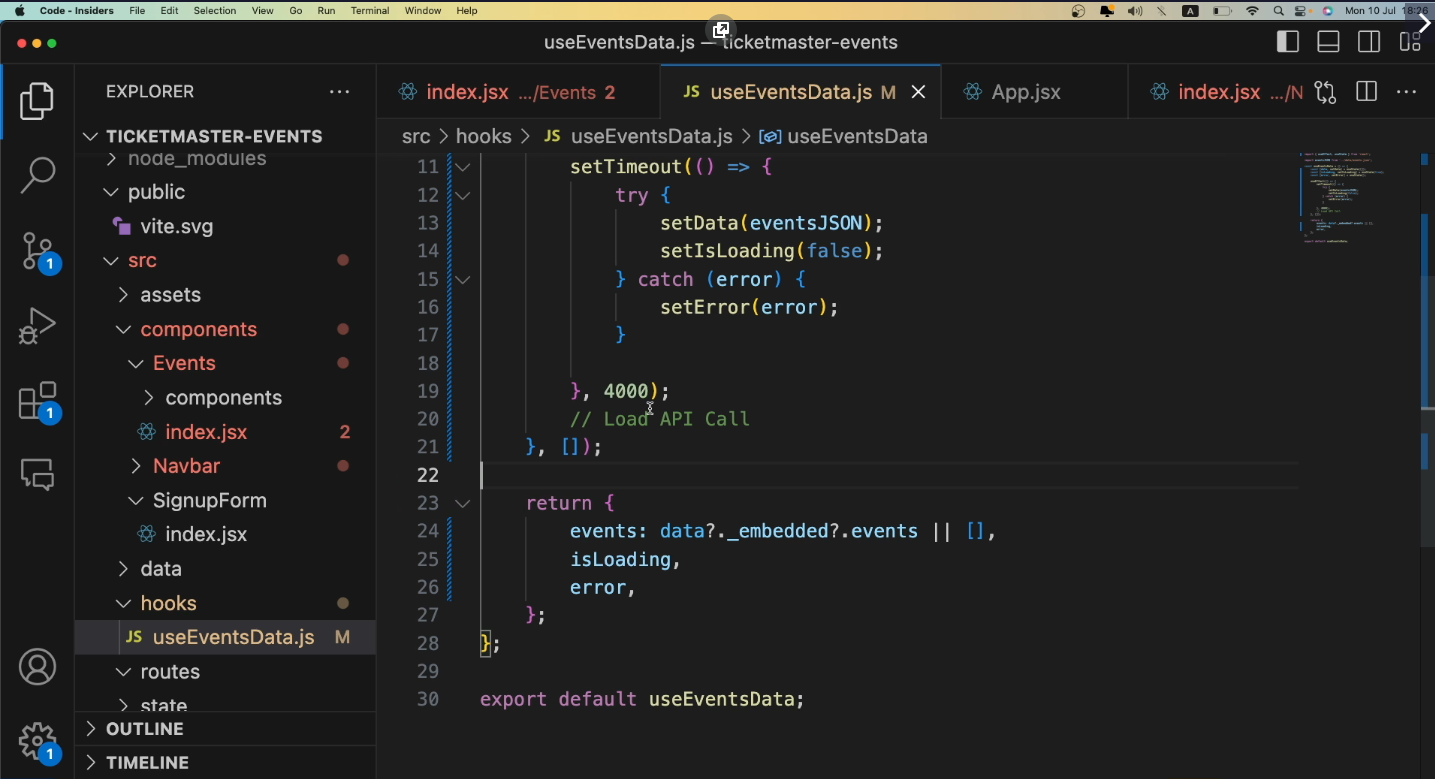 Code - Insiders File Edit Selection View Go Run Terminal Window Help A Mon 10 Jul 18:26
useEventsData.js — ticketmaster-events
EXPLORER
index.jsx .../Events 2 JS useEventsData.js M App.jsx index.jsx .../N
TICKETMASTER-EVENTS
node_modules
public
vite.svg
src
assets
components
Events
components
index.jsx 2
Navbar
SignupForm
index.jsx
data
hooks
JS useEventsData.js M
routes
state
OUTLINE
TIMELINE
1
1
1
src > hooks > JS useEventsData.js > useEventsData
11 setTimeout(() => {
12 try {
13 setData(eventsJSON);
14 setIsLoading(false);
15 } catch (error) {
16 setError(error);
17 }
18
19 }, 4000);
20 // Load API Call
21 }, []);
22
23 return {
24 events: data?._embedded?.events || [],
25 isLoading,
26 error,
27 };
28 };
29
30 export default useEventsData;